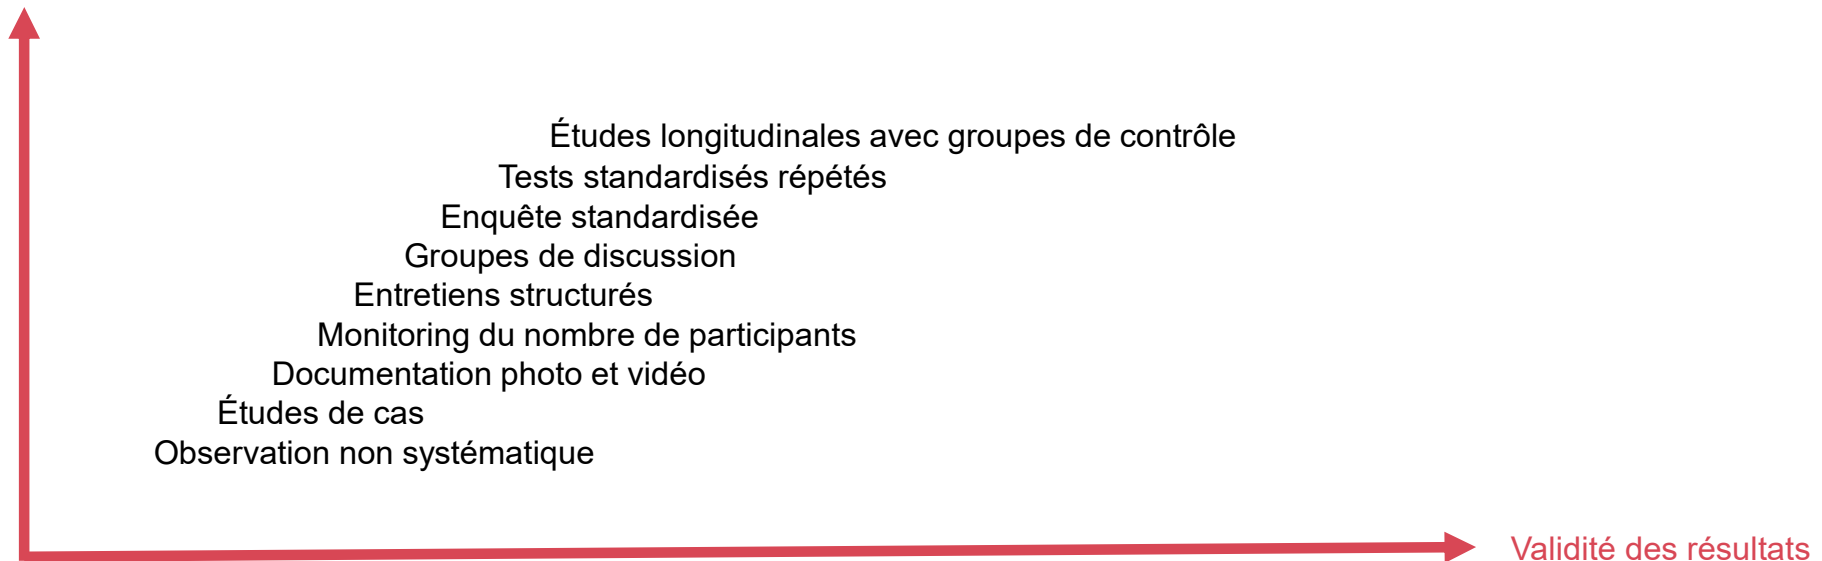 Études longitudinales avec groupes de contrôle
Tests standardisés répétés
Enquête standardisée
Groupes de discussion
Entretiens structurés
Monitoring du nombre de participants
Documentation photo et vidéo
Études de cas
Observation non systématique
Validité des résultats